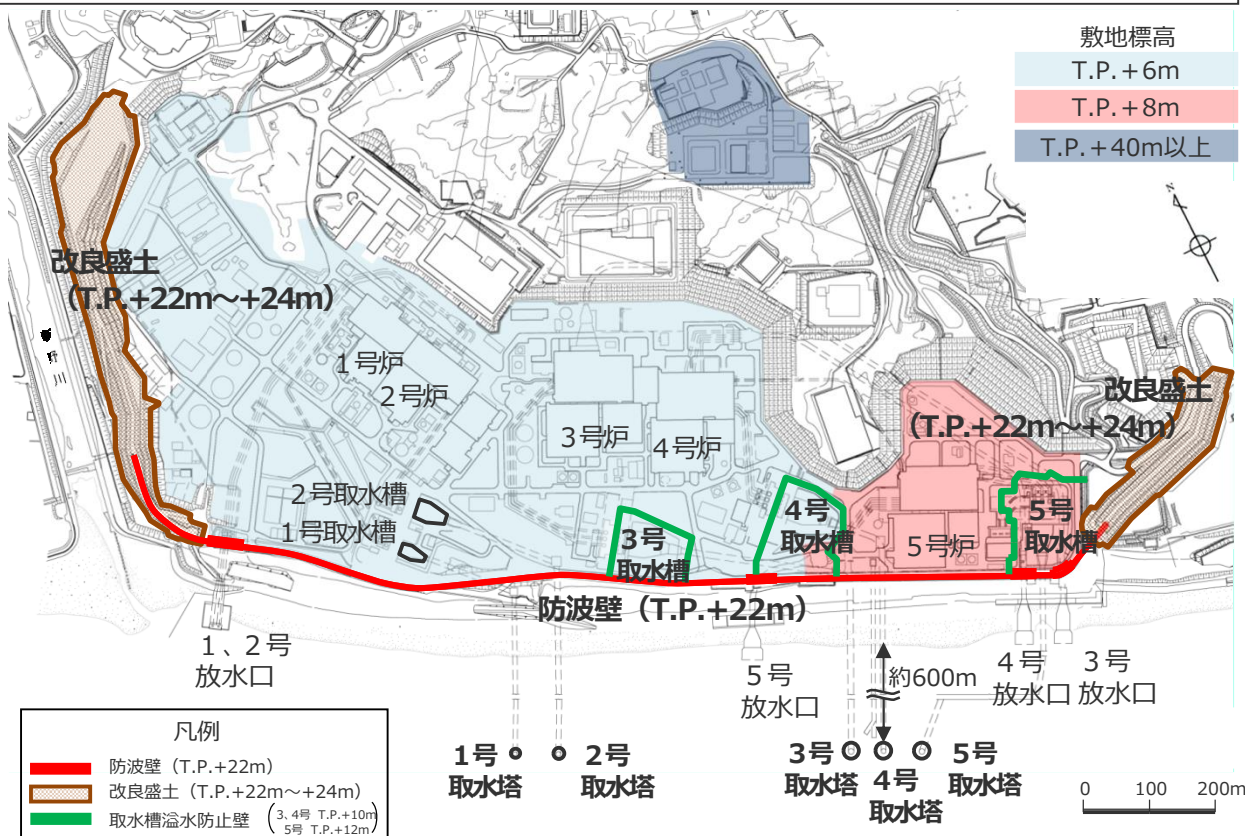 敷地標高
T.P.+6m
T.P.+8m
T.P.+40m以上
N
改良盛土
(T.P.+22m～+24m)
野
川
1号炉
2号炉
3号炉
4号炉
改良盛土
(T.P.+22m～+24m)
2号取水槽
1号取水槽
3号
取水槽
4号
取水槽
5号炉
5号
取水槽
防波壁（T.P.+22m）
1、2号
放水口
5号
放水口
約600m
4号
放水口
3号
放水口
1号
取水塔
2号
取水塔
3号
取水塔
4号
取水塔
5号
取水塔
0 100 200m
凡例
防波壁（T.P.+22m）
改良盛土（T.P.+22m～+24m）
取水槽溢水防止壁
(3、4号 T.P.+10m
5号 T.P.+12m)